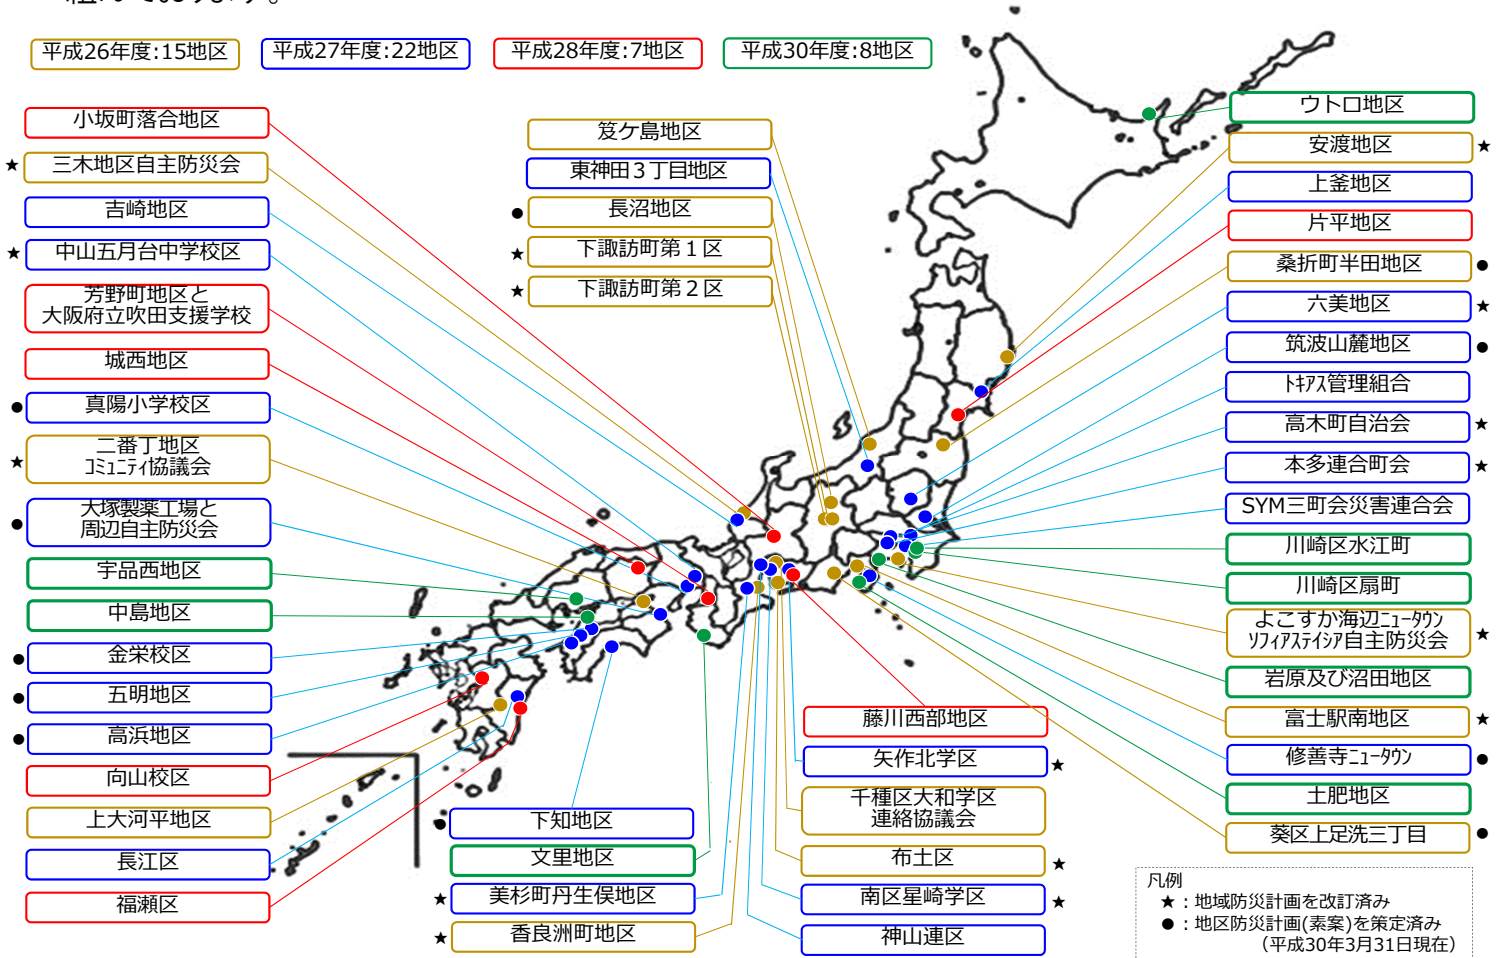 組んでおります。
平成26年度:15地区
平成27年度:22地区
平成28年度:7地区
平成30年度:8地区
小坂町落合地区
★
三木地区自主防災会
吉崎地区
★
中山五月台中学校区
芳野町地区と
大阪府立吹田支援学校
城西地区
●
真陽小学校区
★
二番丁地区
コミュニティ協議会
●
大塚製薬工場と
周辺自主防災会
宇品西地区
中島地区
●
金栄校区
●
五明地区
●
高浜地区
向山校区
上大河平地区
長江区
福瀬区
笈ケ島地区
東神田3丁目地区
●
長沼地区
★
下諏訪町第1区
★
下諏訪町第2区
●
下知地区
文里地区
★
美杉町丹生俣地区
★
香良洲町地区
藤川西部地区
矢作北学区
★
千種区大和学区
連絡協議会
布土区
★
南区星崎学区
★
神山連区
ウトロ地区
安渡地区
★
上釜地区
片平地区
桑折町半田地区
●
六美地区
★
筑波山麓地区
●
トキアス管理組合
高木町自治会
★
本多連合町会
★
SYM三町会災害連合会
川崎区水江町
川崎区扇町
よこすか海辺ニュータウン
ソフィアステイシア自主防災会
★
岩原及び沼田地区
富士駅南地区
★
修善寺ニュータウン
●
土肥地区
葵区上足洗三丁目
●
凡例
★:地域防災計画を改訂済み
●:地区防災計画(素案)を策定済み
(平成30年3月31日現在)